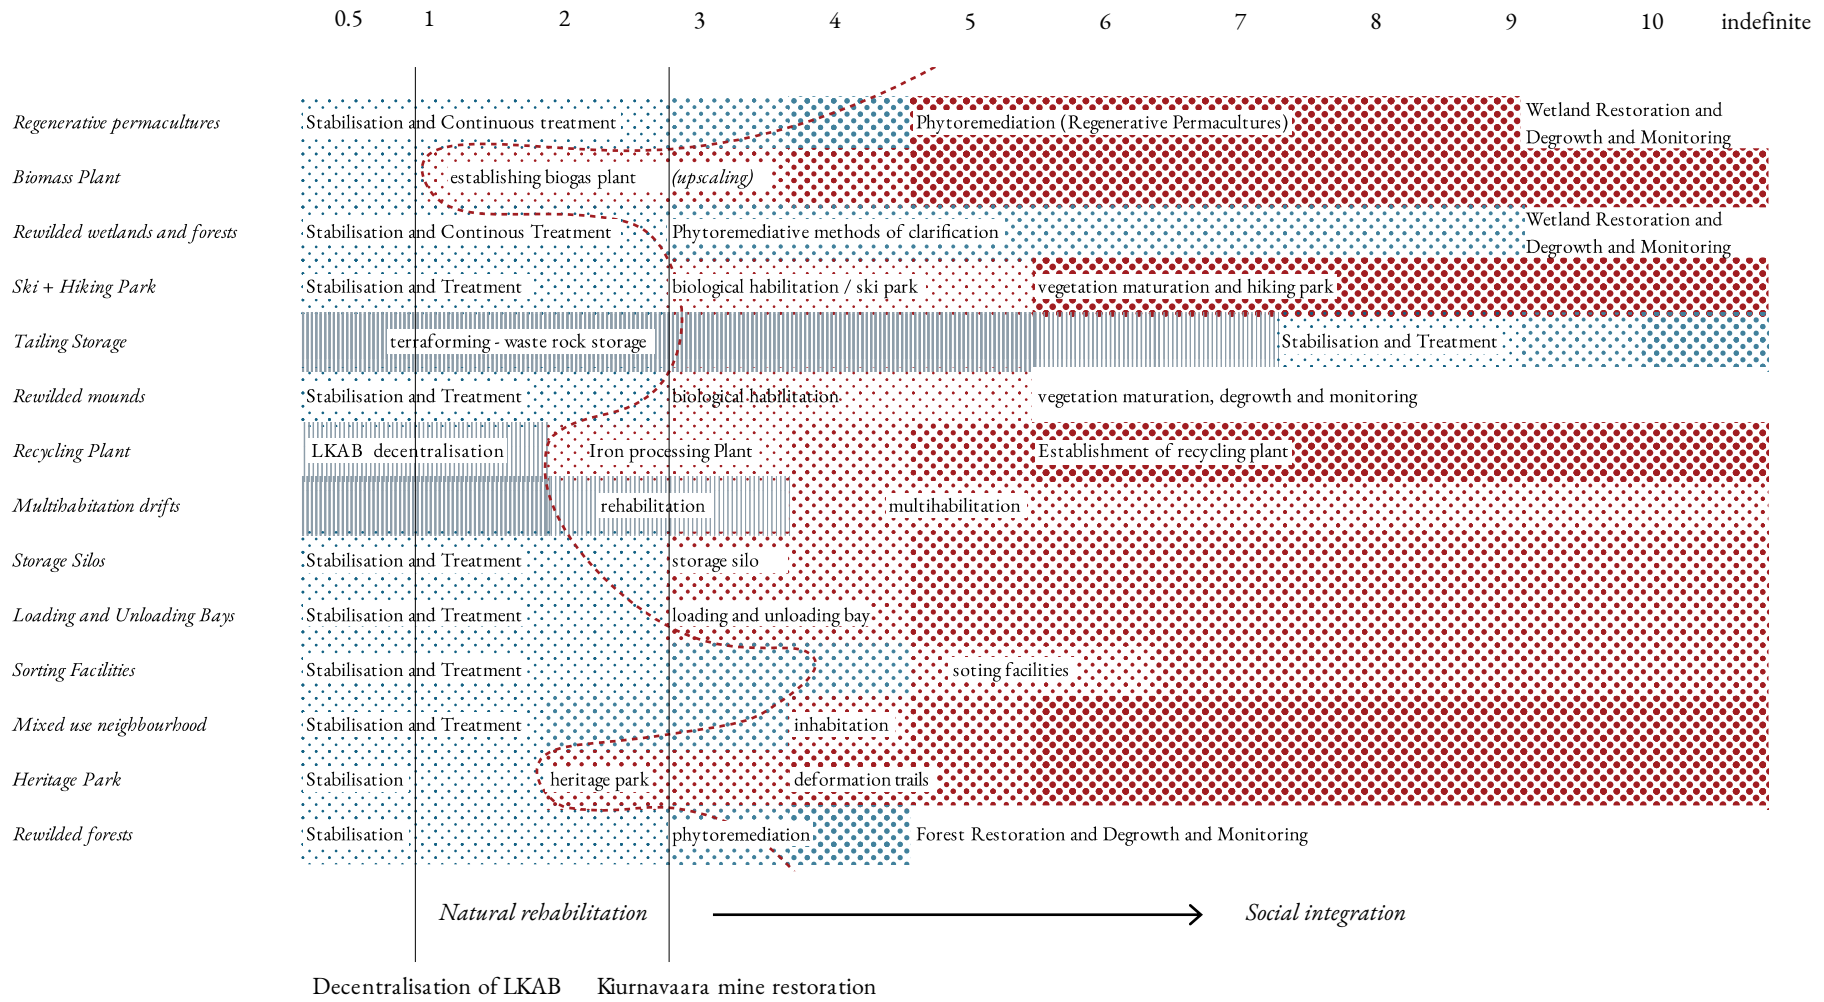 0.5 1 2 3 4 5 6 7 8 9 10 indefinite
Regenerative permacultures Stabilisation and Continuous treatment Phytoremediation (Regenerative Permacultures) Wetland Restoration and
Degrowth and Monitoring
Biomass Plant establishing biogas plant (upscaling)
Rewilded wetlands and forests Stabilisation and Continous Treatment Phytoremediative methods of clarification Wetland Restoration and
Degrowth and Monitoring
Ski + Hiking Park Stabilisation and Treatment biological habilitation / ski park vegetation maturation and hiking park
Tailing Storage terraforming - waste rock storage Stabilisation and Treatment
Rewilded mounds Stabilisation and Treatment biological habilitation vegetation maturation, degrowth and monitoring
Recycling Plant LKAB decentralisation Iron processing Plant Establishment of recycling plant
Multihabitation drifts rehabilitation multihabilitation
Storage Silos Stabilisation and Treatment storage silo
Loading and Unloading Bays Stabilisation and Treatment loading and unloading bay
Sorting Facilities Stabilisation and Treatment soting facilities
Mixed use neighbourhood Stabilisation and Treatment inhabitation
Heritage Park Stabilisation heritage park deformation trails
Rewilded forests Stabilisation phytoremediation Forest Restoration and Degrowth and Monitoring
Natural rehabilitation Social integration
Decentralisation of LKAB Kiurnavaara mine restoration